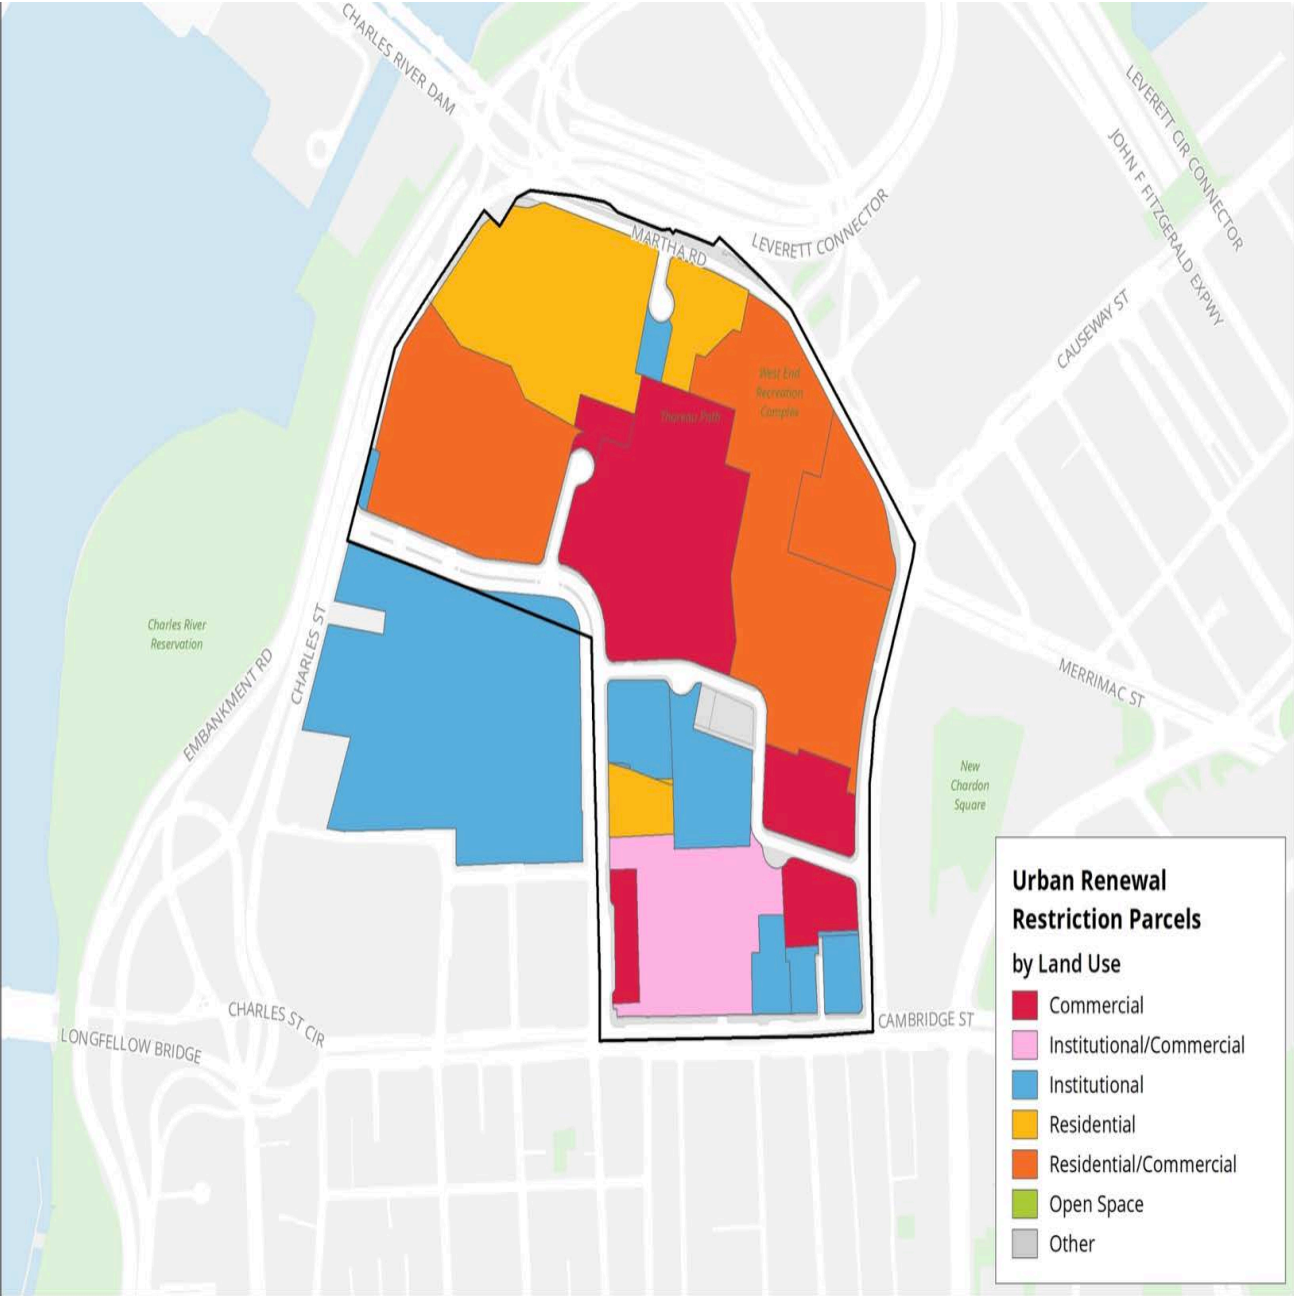 CHARLES RIVER DAM
LEVERETT CIR CONNECTOR
JOHN F FITZGERALD EXPWY
LEVERETT CONNECTOR
MARTHA RD
CAUSEWAY ST
West End
Recreation
Complex
Thoreau Path
Charles River
Reservation
CHARLES ST
EMBANKMENT RD
MERRIMAC ST
New
Chardon
Square
CHARLES ST CIR
LONGFELLOW BRIDGE
CAMBRIDGE ST
Urban Renewal
Restriction Parcels
by Land Use
Commercial
Institutional/Commercial
Institutional
Residential
Residential/Commercial
Open Space
Other